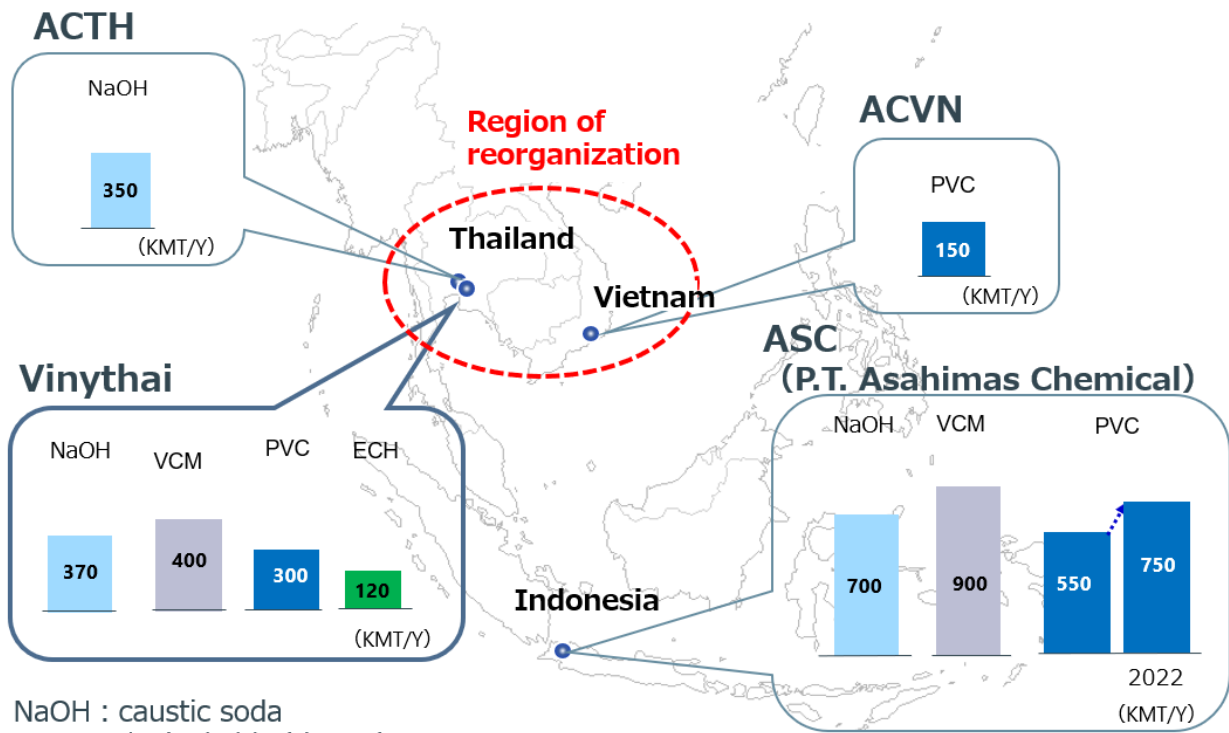 ACTH
NaOH
350
(KMT/Y)
Region of
reorganization
Thailand
Vietnam
ACVN
PVC
150
(KMT/Y)
Vinythai
NaOH
VCM
PVC
ECH
370
400
300
120
(KMT/Y)
ASC
(P.T. Asahimas Chemical)
NaOH
VCM
PVC
700
900
550
750
2022
(KMT/Y)
Indonesia
NaOH : caustic soda